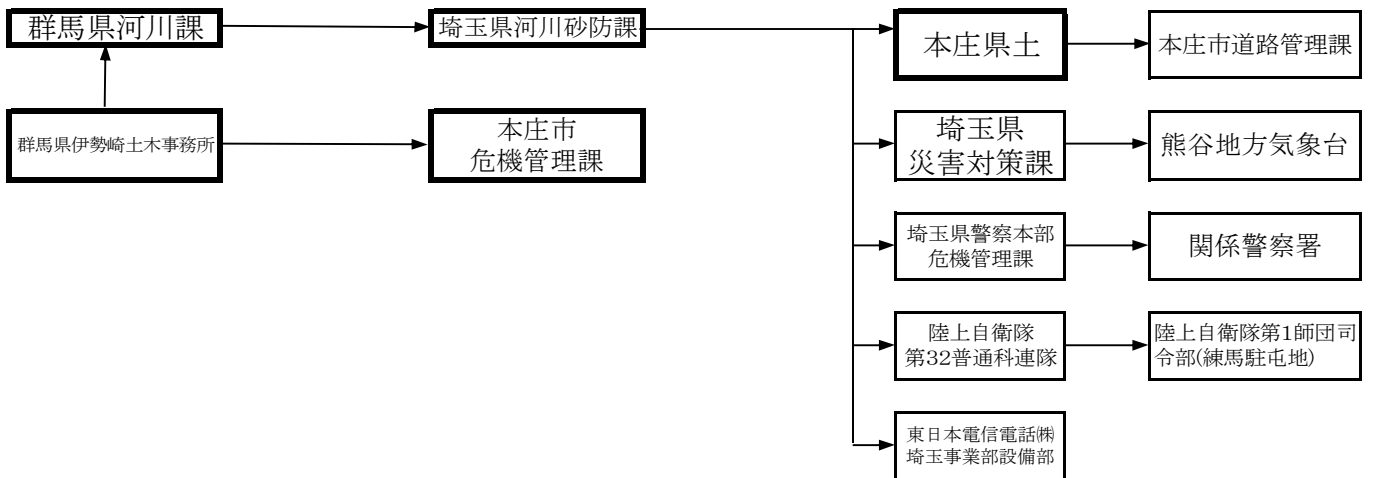 群馬県河川課
埼玉県河川砂防課
本庄県土
本庄市道路管理課
群馬県伊勢崎土木事務所
本庄市
危機管理課
埼玉県
災害対策課
熊谷地方気象台
埼玉県警察本部
危機管理課
関係警察署
陸上自衛隊
第32普通科連隊
陸上自衛隊第1師団司
令部(練馬駐屯地)
東日本電信電話㈱
埼玉事業部設備部